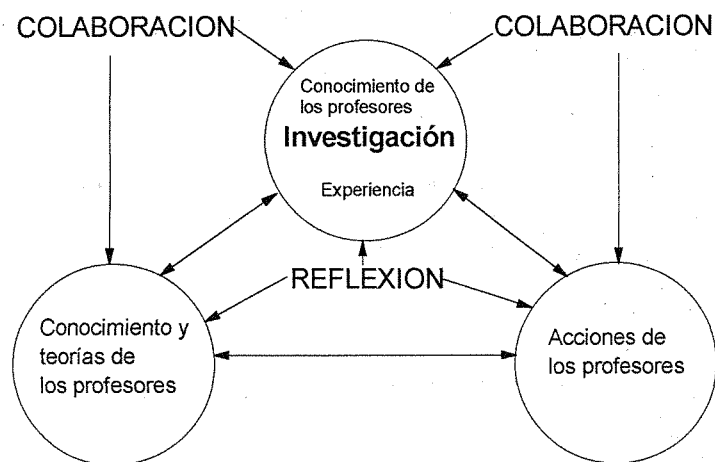 COLABORACION
COLABORACION
Conocimiento de
los profesores
Investigación
Experiencia
REFLEXION
Conocimiento y
teorías de
los profesores
Acciones de
los profesores